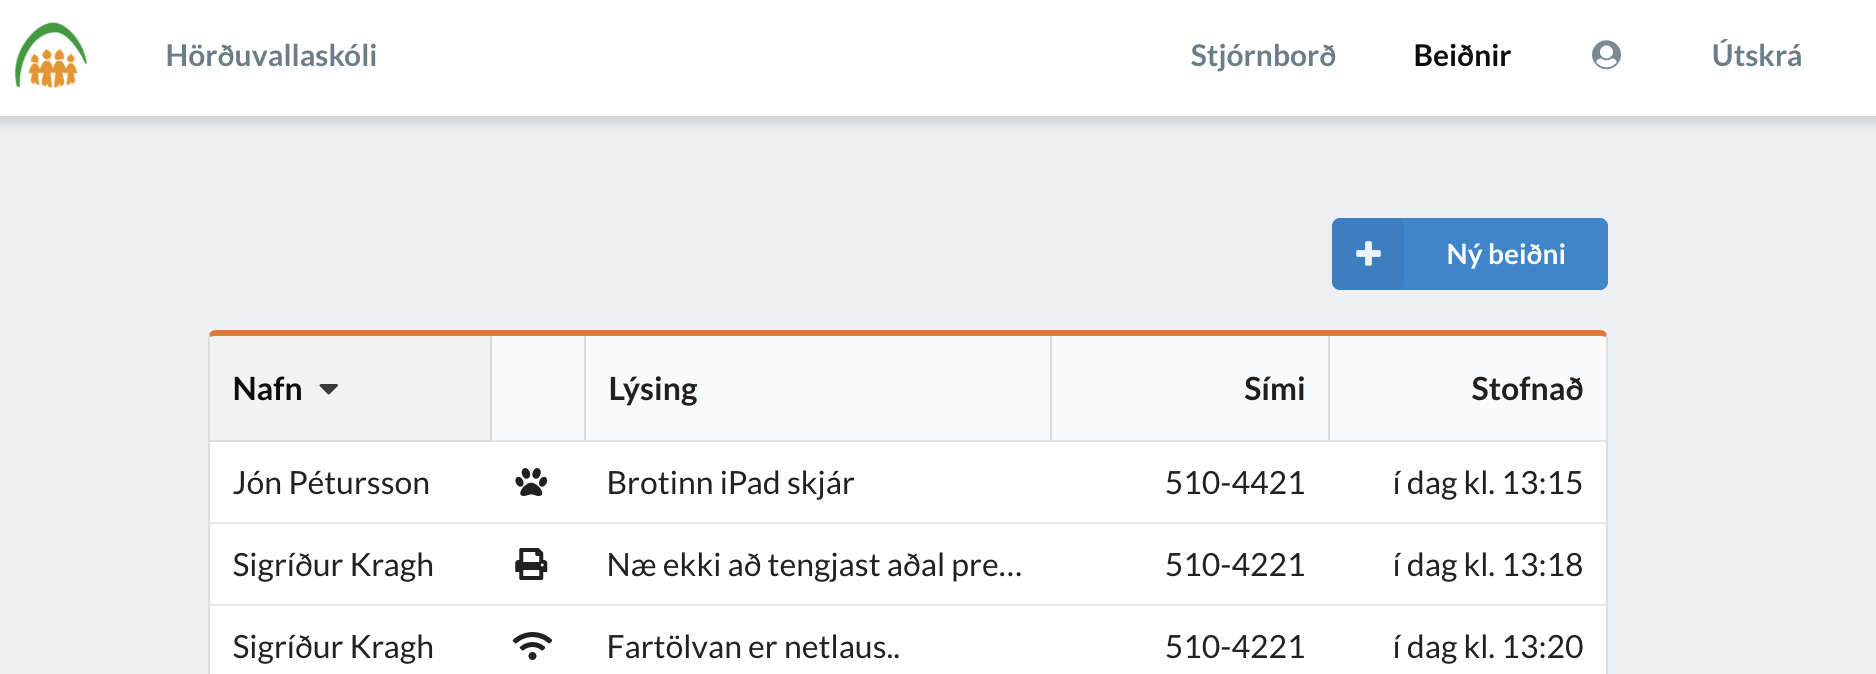 Hörðuvallaskóli Stjórnborð Beiðnir Útskrá
Ný beiðni
Nafn Lýsing Sími Stofnað
Jón Pétursson Brotinn iPad skjár 510-4421 í dag kl. 13:15
Sigríður Kragh Næ ekki að tengjast aðal pre... 510-4221 í dag kl. 13:18
Sigríður Kragh Fartölvan er netlaus.. 510-4221 í dag kl. 13:20